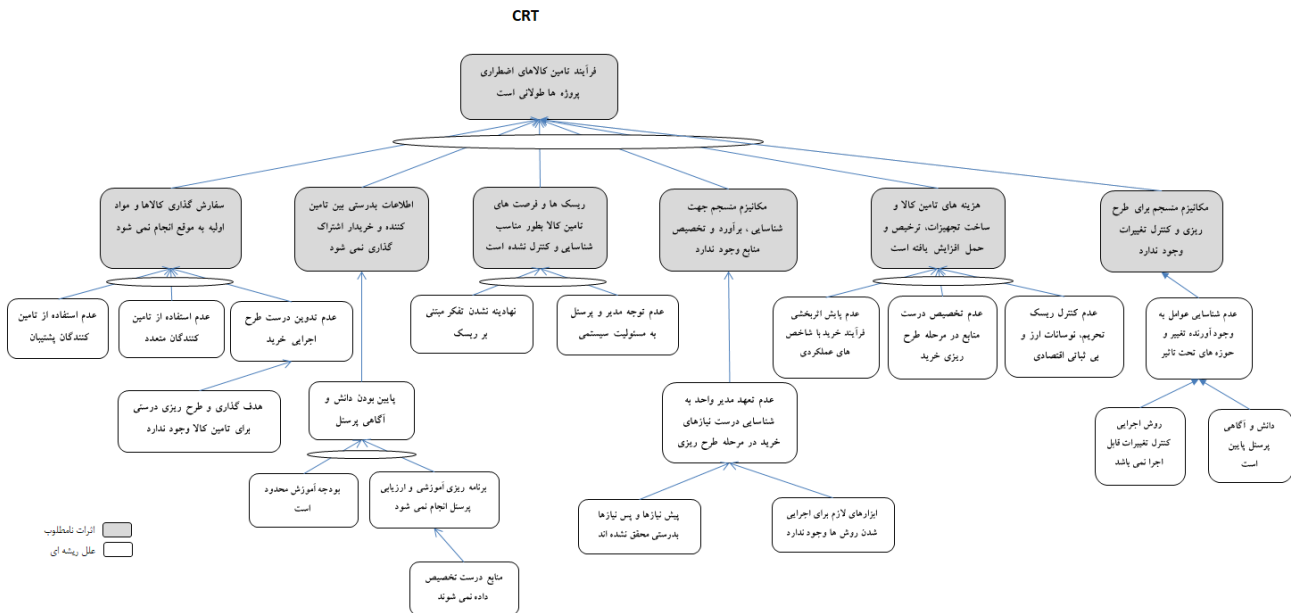 CRT
فرآیند تامین کالاهای اضطراری
پروژه ها طولانی است
سفارش گذاری کالاها و مواد
اولیه به موقع انجام نمی شود
اطلاعات بدرستی بین تامین
کننده و خریدار اشتراک
گذاری نمی شود
ریسک ها و فرصت های
تامین کالا بطور مناسب
شناسایی و کنترل نشده است
مکانیزم منسجم جهت
شناسایی ، برآورد و تخصیص
منابع وجود ندارد
هزینه های تامین کالا و
ساخت تجهیزات، ترخیص و
حمل افزایش یافته است
مکانیزم منسجم برای طرح
ریزی و کنترل تغییرات
وجود ندارد
عدم استفاده از تامین
کنندگان پشتیبان
عدم استفاده از تامین
کنندگان متعدد
عدم تدوین درست طرح
اجرایی خرید
نهادینه نشدن تفکر مبتنی
بر ریسک
عدم توجه مدیر و پرسنل
به مسئولیت سیستمی
عدم پایش اثربخشی
فرآیند خرید با شاخص
های عملکردی
عدم تخصیص درست
منابع در مرحله طرح
ریزی خرید
عدم کنترل ریسک
تحریم، نوسانات ارز و
بی ثباتی اقتصادی
عدم شناسایی عوامل به
وجود آورنده تغییر و
حوزه های تحت تاثیر
هدف گذاری و طرح ریزی درستی
برای تامین کالا وجود ندارد
پایین بودن دانش و
آگاهی پرسنل
عدم تعهد مدیر واحد به
شناسایی درست نیازهای
خرید در مرحله طرح ریزی
روش اجرایی
کنترل تغییرات قابل
اجرا نمی باشد
دانش و آگاهی
پرسنل پایین
است
بودجه آموزش محدود
است
برنامه ریزی آموزشی و ارزیابی
پرسنل انجام نمی شود
پیش نیازها و پس نیازها
بدرستی محقق نشده اند
ابزارهای لازم برای اجرایی
شدن روش ها وجود ندارد
منابع درست تخصیص
داده نمی شوند
اثرات نامطلوب
علل ریشه ای